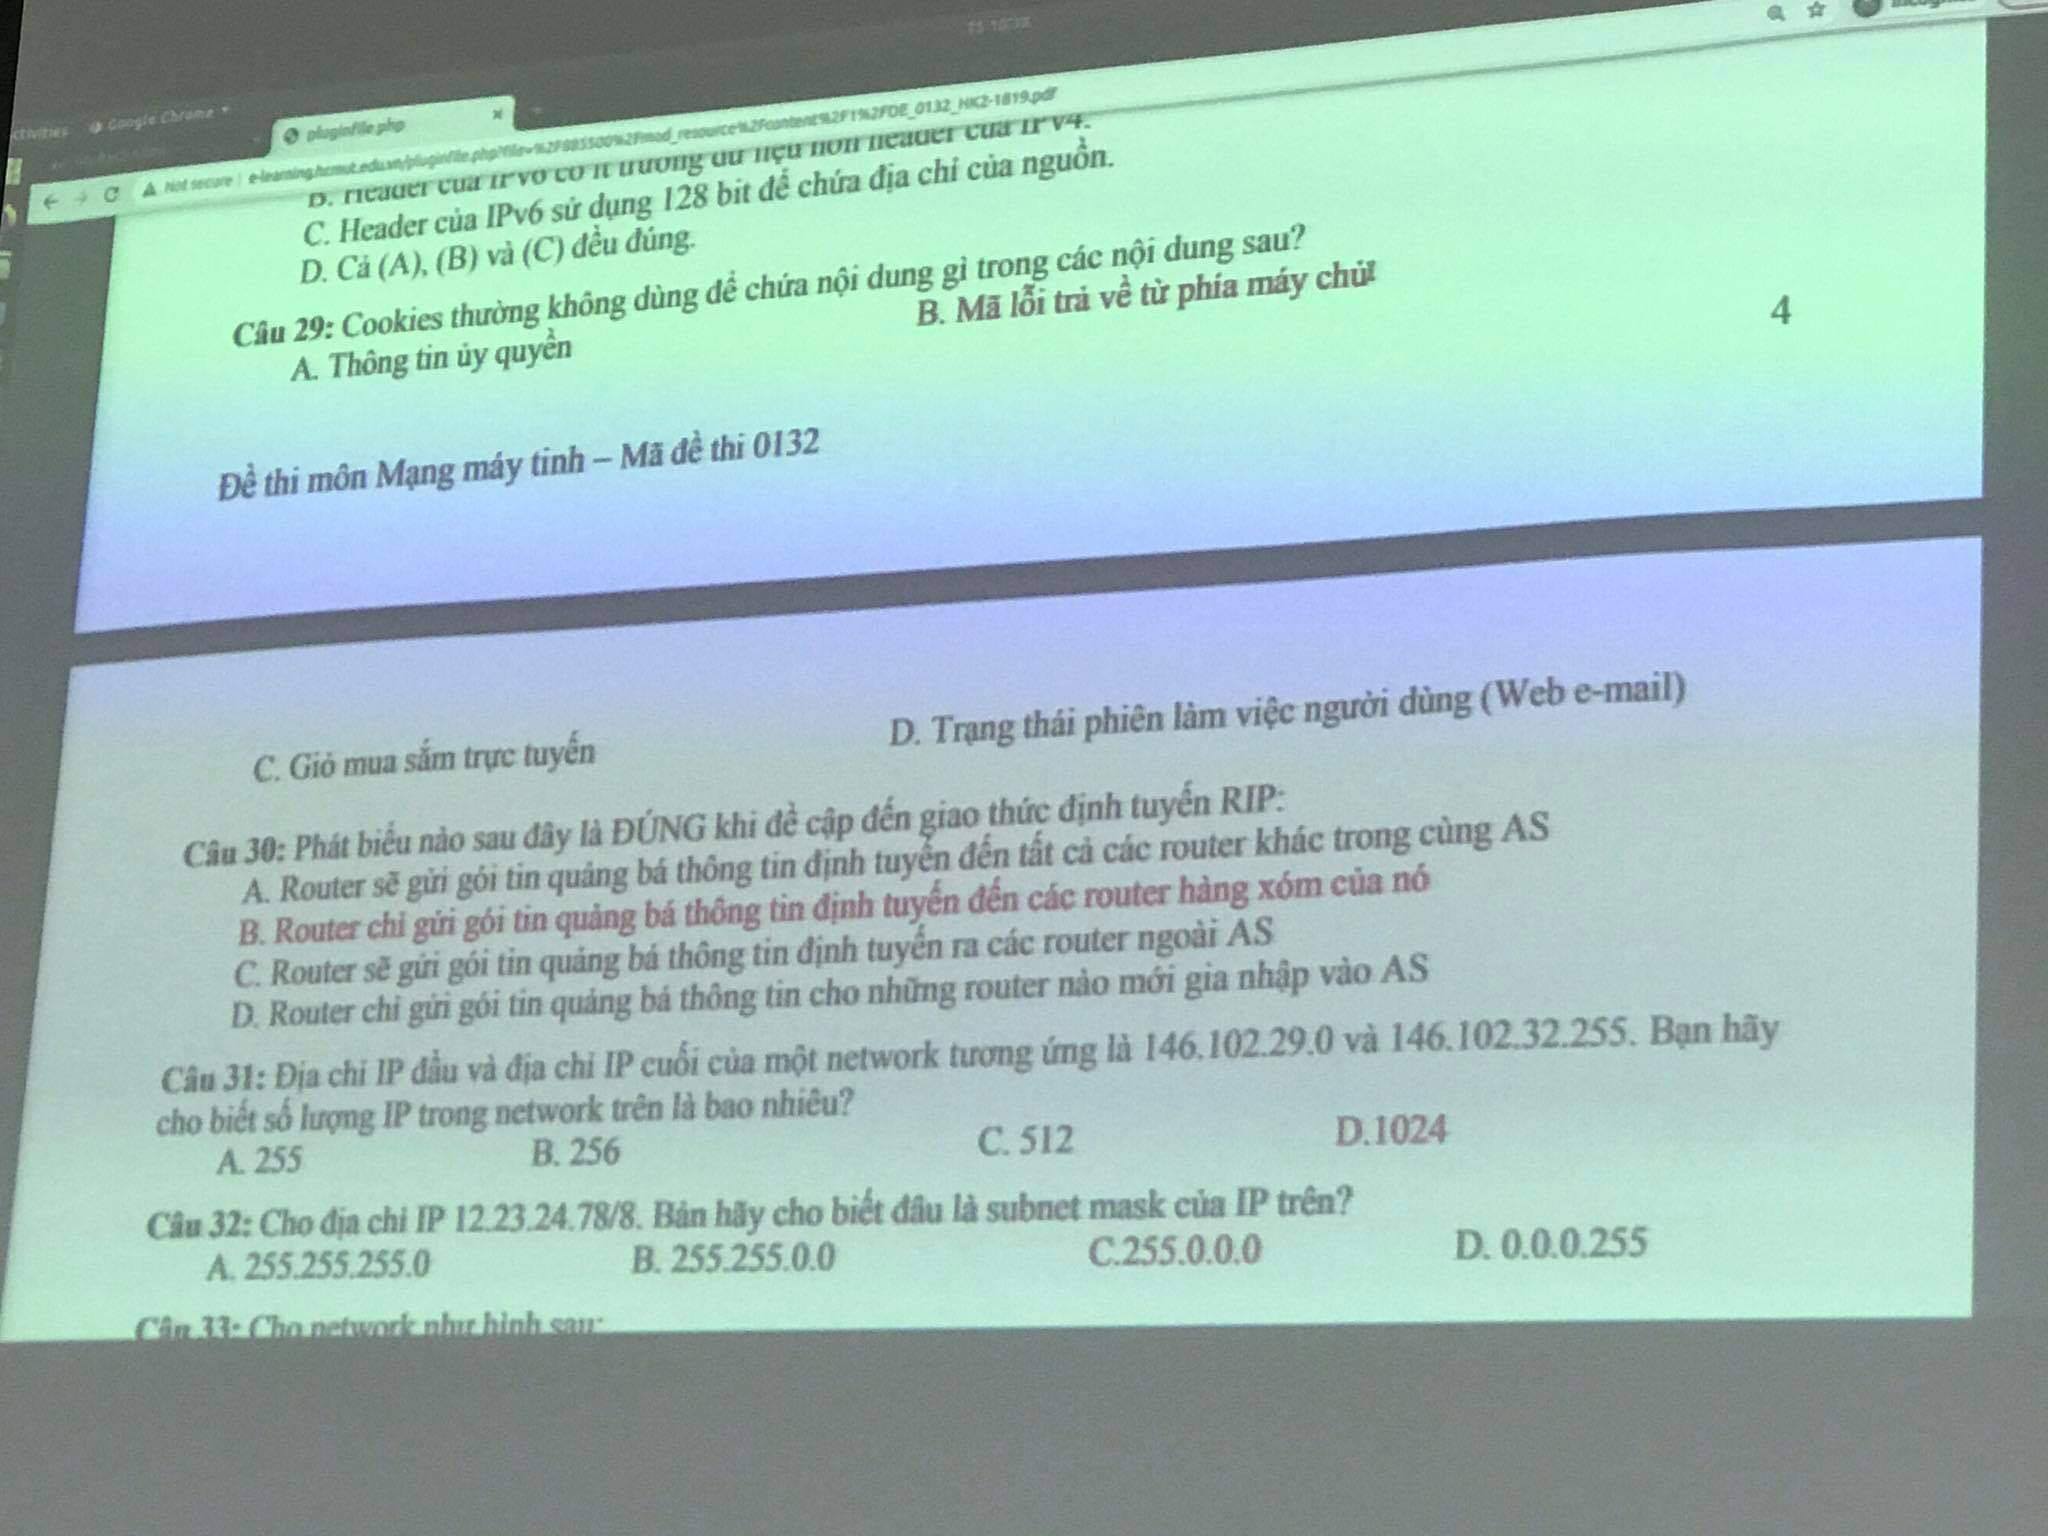 Google Chrome
pluginfile.php
Not secure | e-learning.hcmut.edu.vn/pluginfile.php?file=%2F885500%2Fmod_resource%2Fcontent%2F1%2FDE_0132_HK2-1819.pdf
B. Header của IPv6 có ít trường dữ liệu hơn header của IPv4.
C. Header của IPv6 sử dụng 128 bit để chứa địa chỉ của nguồn.
D. Cả (A), (B) và (C) đều đúng.
Câu 29: Cookies thường không dùng để chứa nội dung gì trong các nội dung sau?
A. Thông tin ủy quyền B. Mã lỗi trả về từ phía máy chủ
4
Đề thi môn Mạng máy tinh – Mã đề thi 0132
C. Giỏ mua sắm trực tuyến D. Trạng thái phiên làm việc người dùng (Web e-mail)
Câu 30: Phát biểu nào sau đây là ĐÚNG khi đề cập đến giao thức định tuyến RIP:
A. Router sẽ gửi gói tin quảng bá thông tin định tuyến đến tất cả các router khác trong cùng AS
B. Router chỉ gửi gói tin quảng bá thông tin định tuyến đến các router hàng xóm của nó
C. Router sẽ gửi gói tin quảng bá thông tin định tuyến ra các router ngoài AS
D. Router chỉ gửi gói tin quảng bá thông tin cho những router nào mới gia nhập vào AS
Câu 31: Địa chỉ IP đầu và địa chỉ IP cuối của một network tương ứng là 146.102.29.0 và 146.102.32.255. Bạn hãy
cho biết số lượng IP trong network trên là bao nhiêu?
A. 255 B. 256 C. 512 D.1024
Câu 32: Cho địa chỉ IP 12.23.24.78/8. Bản hãy cho biết đâu là subnet mask của IP trên?
A. 255.255.255.0 B. 255.255.0.0 C.255.0.0.0 D. 0.0.0.255
Câu 33: Cho network như hình sau: